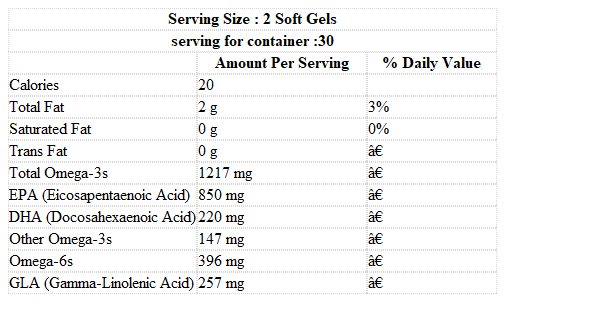 Serving Size : 2 Soft Gels
serving for container :30
Amount Per Serving % Daily Value
Calories 20
Total Fat 2 g 3%
Saturated Fat 0 g 0%
Trans Fat 0 g â€
Total Omega-3s 1217 mg â€
EPA (Eicosapentaenoic Acid) 850 mg â€
DHA (Docosahexaenoic Acid) 220 mg â€
Other Omega-3s 147 mg â€
Omega-6s 396 mg â€
GLA (Gamma-Linolenic Acid) 257 mg â€